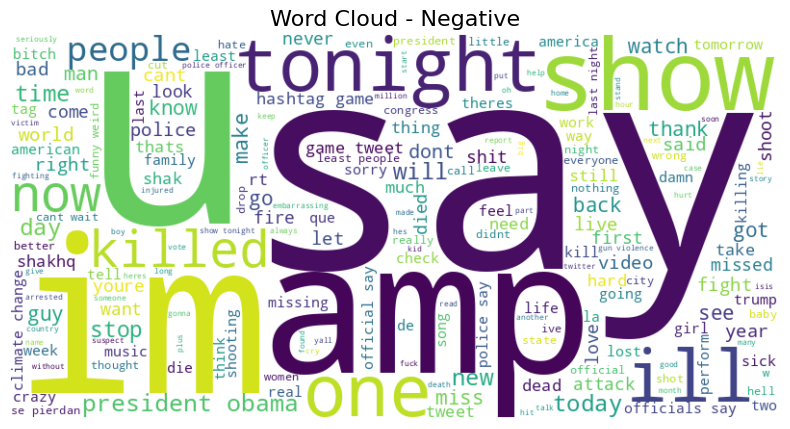 Word Cloud - Negative
seriously
hate
never
even
president
little
america
tomorrow
people
tonight
show
watch
bitch
cut
police officer
least
start
put
help
bad
man
cant
word
look
hashtag game
theres
oh
home
stand
hour
last night
time
know
last
million
congress
tag
come
funny weird
police
make
keep
thing
work
way
thank
shoot
victim
world
thats
officer
game tweet
dont
report
big
night
said
soon
american
family
least people
shit
everyone
wrong
next
lie
fighting
right
shak
rt
sorry
will
call
leave
still
damn
case
story
now
u
say
drop
go
much
nothing
hurt
killing
injured
embarrassing
died
feel
part
back
kill
cant wait
fire
que
made
need
live
got
day
boy
show tonight
always
hes
really
didnt
first
gun violence
better
vote
let
kid
check
video
take
shakhq
killed
twitter
missed
give
tell
heres
long
hard
city
fight
isis
im
youre
someone
missing
amp
life
going
trump
climate change
arrested
want
gonna
official say
de
song
read
police say
another
ive
la
love
see
baby
guy
stop
think
shooting
found
yall
state
girl
year
country
name
suspect
music
plus
women
cry
lost
perform
many
week
thought
die
one
fuck
new
dead
official
ill
good
sick
w
without
real
death
attack
shot
month
hell
crazy
president obama
miss
today
se pierdan
tweet
hit
talk
officials say
two